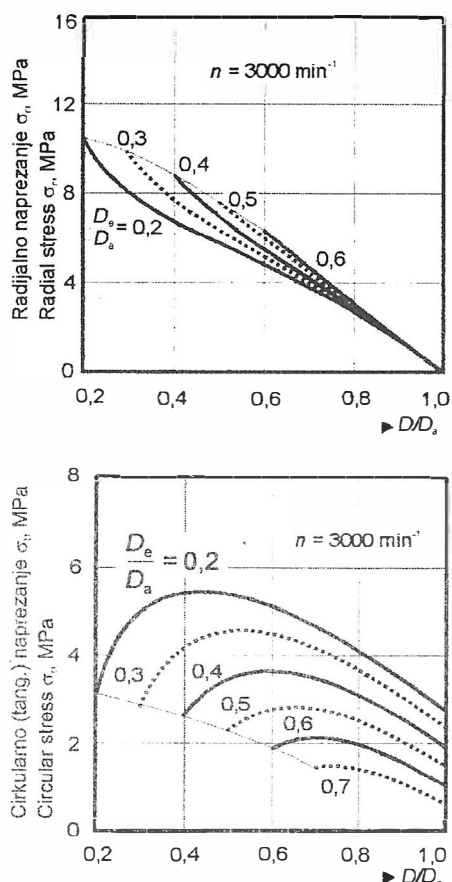 Radijalno naprezanje σr, MPa
Radial stress σr, MPa
16
12
8
4
0
n = 3000 min⁻¹
0,3
0,4
0,5
De/Da = 0,2
0,6
0,2 0,4 0,6 0,8 1,0
► D/Da
Cirkularno (tang.) naprezanje σt, MPa
Circular stress σt, MPa
8
6
4
2
0
De/Da = 0,2
n = 3000 min⁻¹
0,3
0,4
0,5
0,6
0,7
0,2 0,4 0,6 0,8 1,0
► D/Da